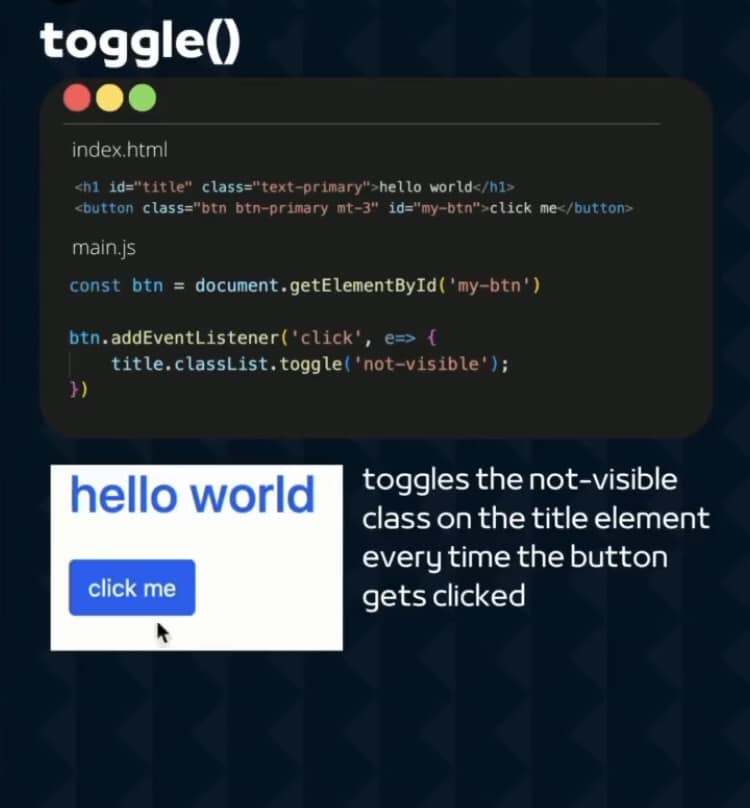 toggle()
index.html
<h1 id="title" class="text-primary">hello world</h1>
<button class="btn btn-primary mt-3" id="my-btn">click me</button>
main.js
const btn = document.getElementById('my-btn')
btn.addEventListener('click', e=> {
    title.classList.toggle('not-visible');
})
hello world
click me
toggles the not-visible
class on the title element
every time the button
gets clicked